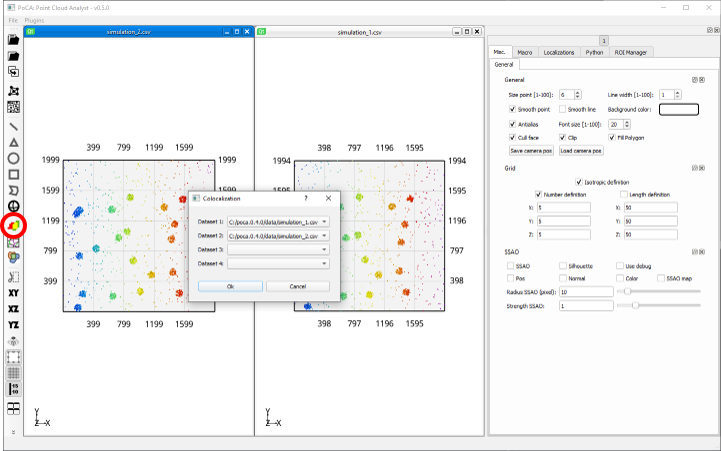 PoCA: Point Cloud Analyst - v0.5.0
File Plugins
simulation_2.csv
simulation_1.csv
1
Misc. Macro Localizations Python ROI Manager
General
General
Size point [1-100]: 6 Line width [1-100]: 1
Smooth point Smooth line Background color:
Antialias Font size [1-100]: 20
Cull face Clip Fill Polygon
Save camera pos Load camera pos
Grid
Isotropic definition
Number definition Length definition
X: 5 X: 50
Y: 5 Y: 50
Z: 5 Z: 50
SSAO
SSAO Silhouette Use debug
Pos Normal Color SSAO map
Radius SSAO (pixel): 10
Strength SSAO: 1
399 799 1199 1599
1999 1999
1599
1196
799
399
399 799 1199 1599
Y
Z X
398 797 1196 1595
1994 1994
1595
1196
797
398
398 797 1196 1595
Y
Z X
Colocalization ? ×
Dataset 1: C:/poca.0.4.0/data/simulation_1.csv
Dataset 2: C:/poca.0.4.0/data/simulation_2.csv
Dataset 3:
Dataset 4:
Ok Cancel
XY
XZ
YZ
15
10